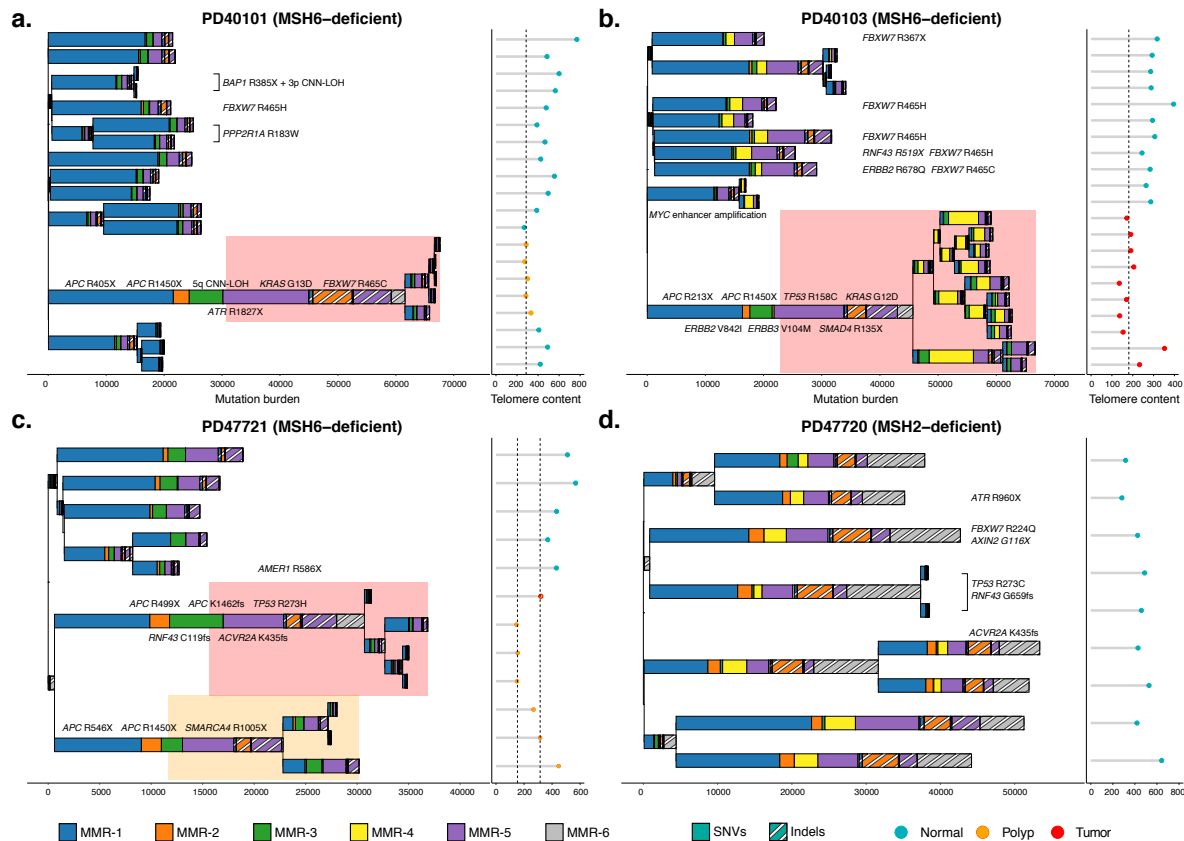 a.
PD40101 (MSH6−deficient)
BAP1 R385X + 3p CNN−LOH
FBXW7 R465H
PPP2R1A R183W
APC R405X APC R1450X 5q CNN−LOH KRAS G13D FBXW7 R465C
ATR R1827X
0 10000 20000 30000 40000 50000 60000 70000
Mutation burden
0 200 400 600 800
Telomere content
b.
PD40103 (MSH6−deficient)
FBXW7 R367X
FBXW7 R465H
FBXW7 R465H
RNF43 R519X FBXW7 R465H
ERBB2 R678Q FBXW7 R465C
MYC enhancer amplification
APC R213X APC R1450X TP53 R158C KRAS G12D
ERBB2 V842I ERBB3 V104M SMAD4 R135X
0 10000 20000 30000 40000 50000 60000 70000
Mutation burden
0 100 200 300 400
Telomere content
c.
PD47721 (MSH6−deficient)
AMER1 R586X
APC R499X APC K1462fs TP53 R273H
RNF43 C119fs ACVR2A K435fs
APC R546X APC R1450X SMARCA4 R1005X
0 10000 20000 30000 40000
0 200 400 600
d.
PD47720 (MSH2−deficient)
ATR R960X
FBXW7 R224Q
AXIN2 G116X
TP53 R273C
RNF43 G659fs
ACVR2A K435fs
0 10000 20000 30000 40000 50000
0 200 400 600 800
MMR−1 MMR−2 MMR−3 MMR−4 MMR−5 MMR−6 SNVs Indels Normal Polyp Tumor